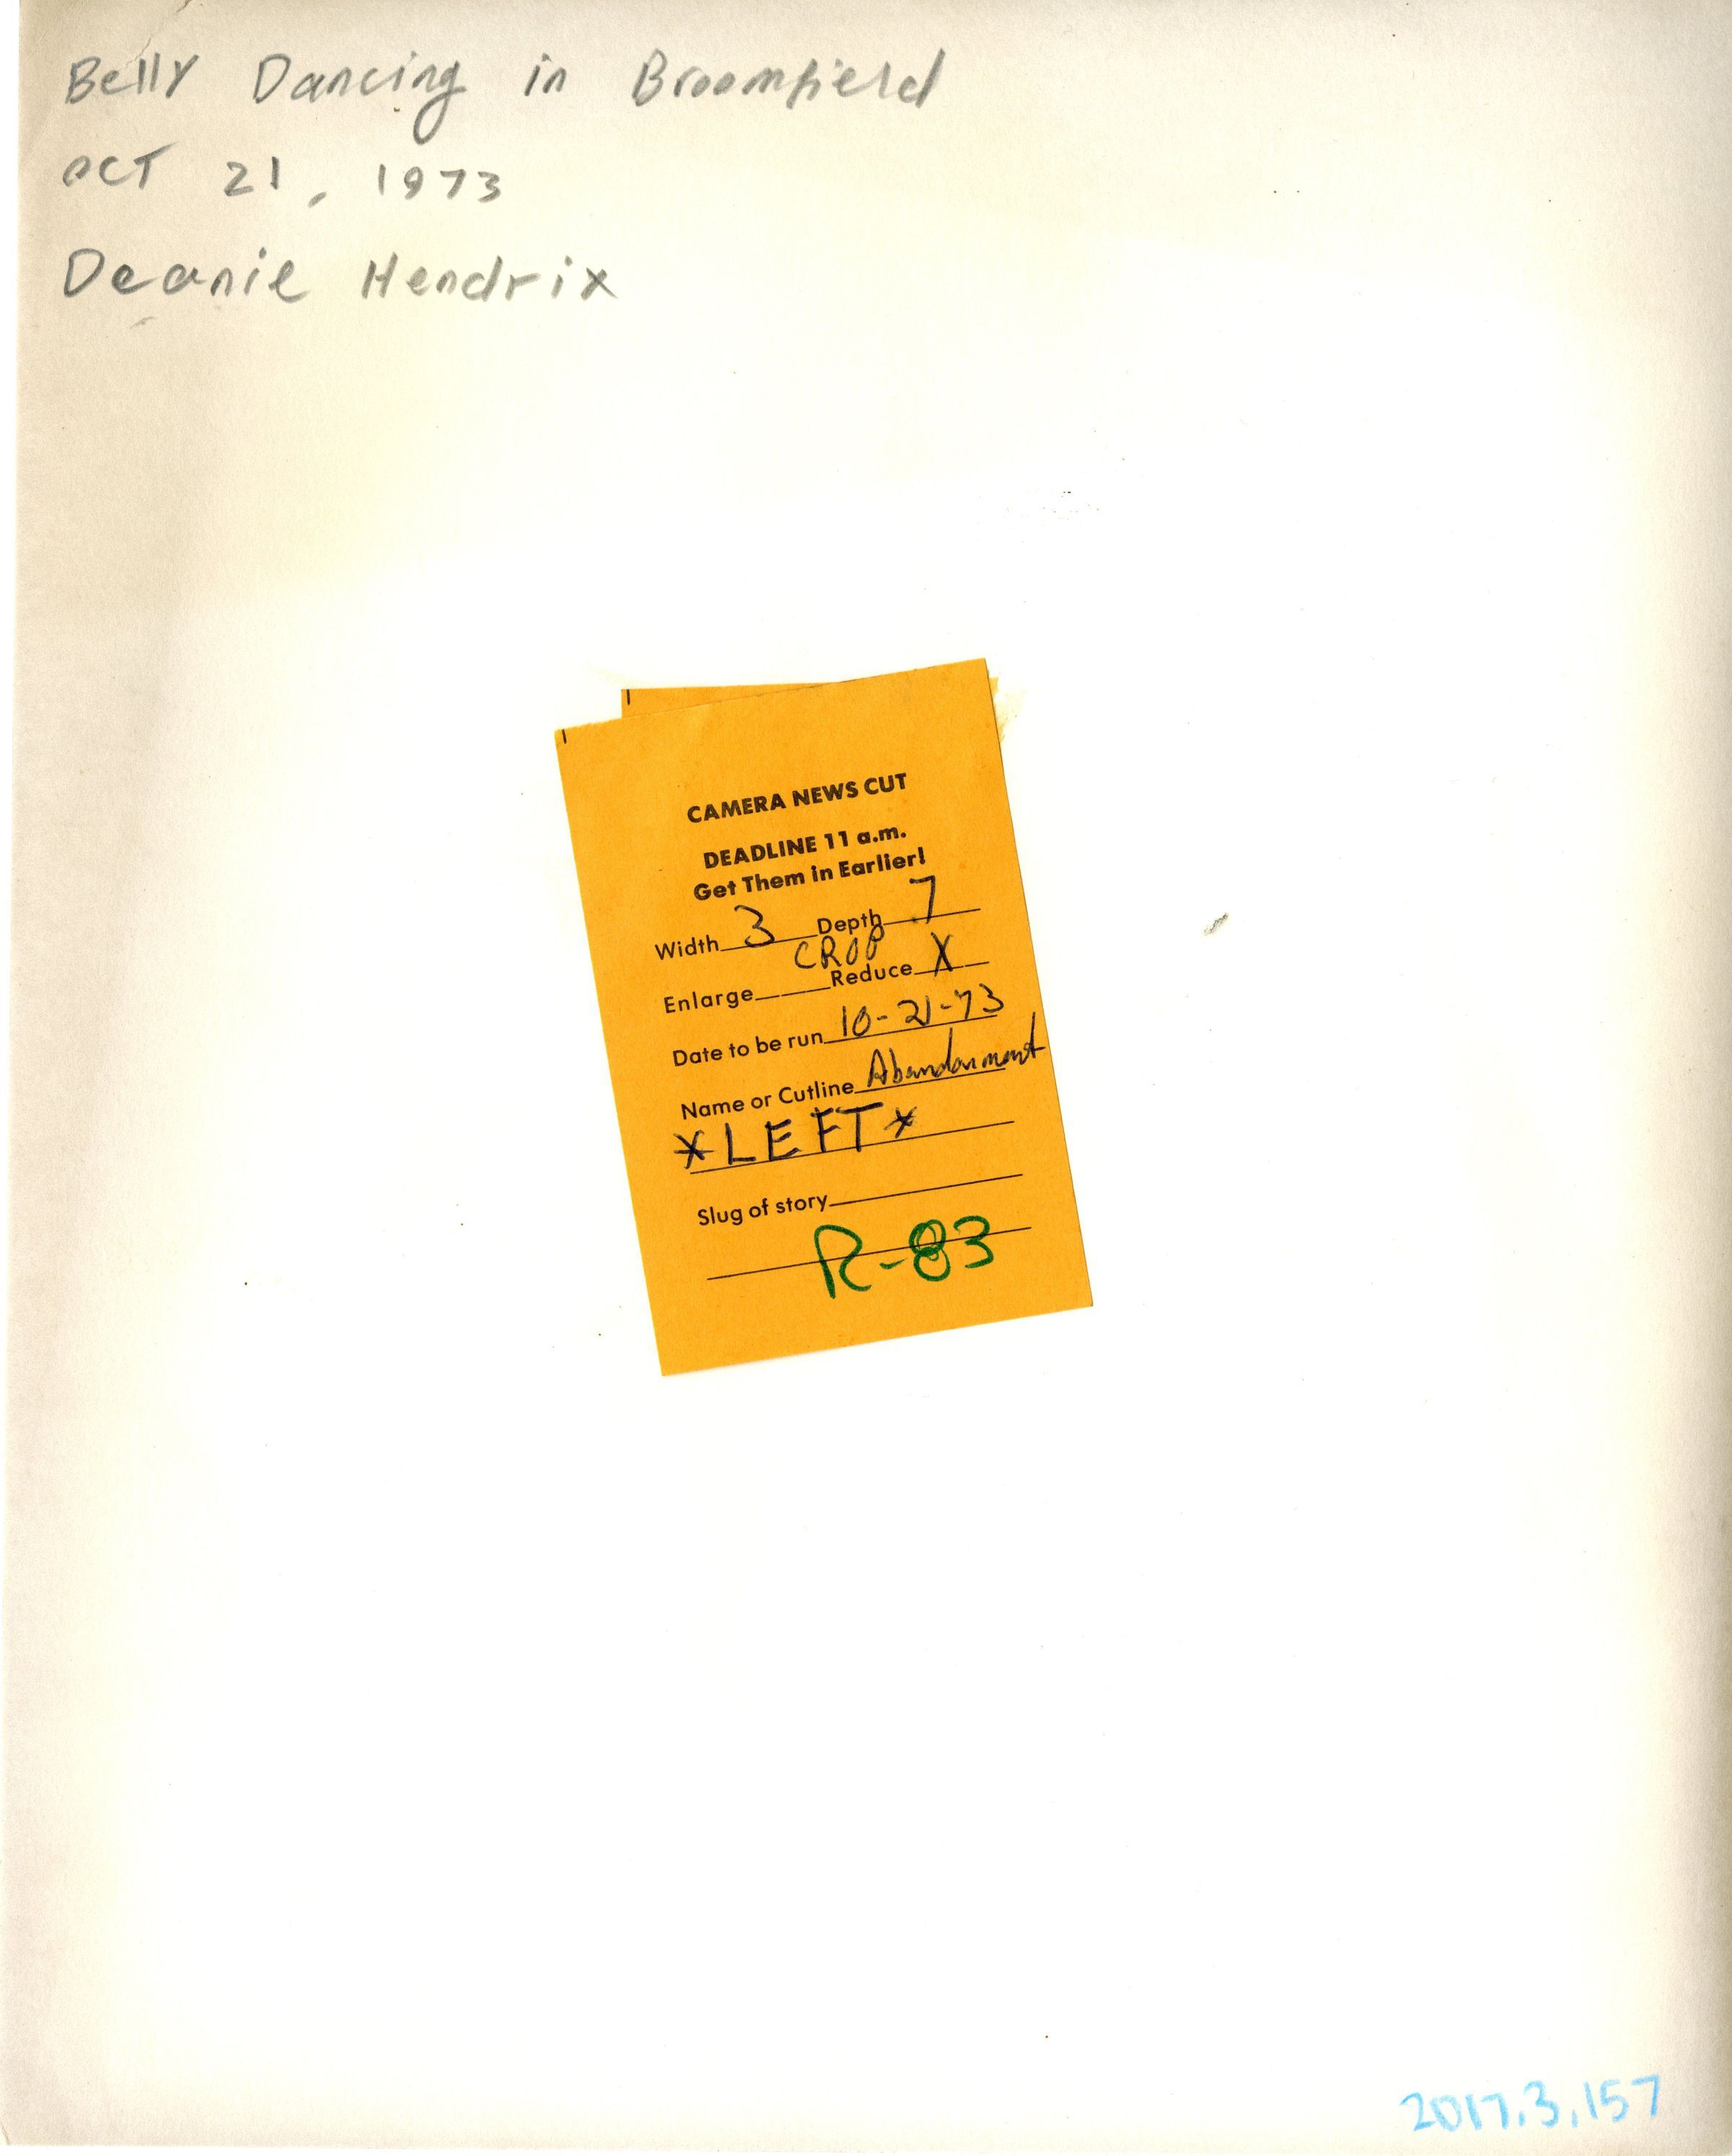 Belly Dancing in Broomfield
OCT 21, 1973
Deanie Hendrix
CAMERA NEWS CUT
DEADLINE 11 a.m.
Get Them in Earlier!
Width 3 Depth 7
CROP
Enlarge Reduce X
Date to be run 10-21-73
Name or Cutline Abandonment
*LEFT*
Slug of story
R-83
2017.3.157